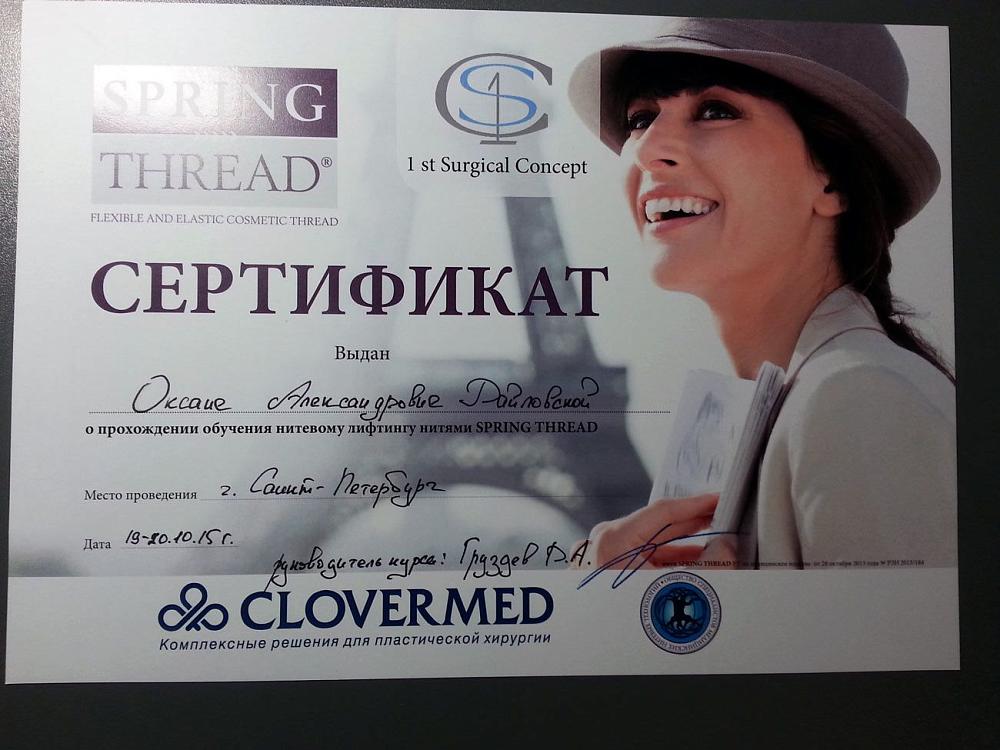 SPRING
THREAD®
FLEXIBLE AND ELASTIC COSMETIC THREAD
1 st Surgical Concept
СЕРТИФИКАТ
Выдан
Оксане Александровне Дайловской
о прохождении обучения нитевому лифтингу нитями SPRING THREAD
Место проведения г. Санкт-Петербург
Дата 19-20.10.15 г.
руководитель курса: Груздев Д.А.
CLOVERMED
Комплексные решения для пластической хирургии